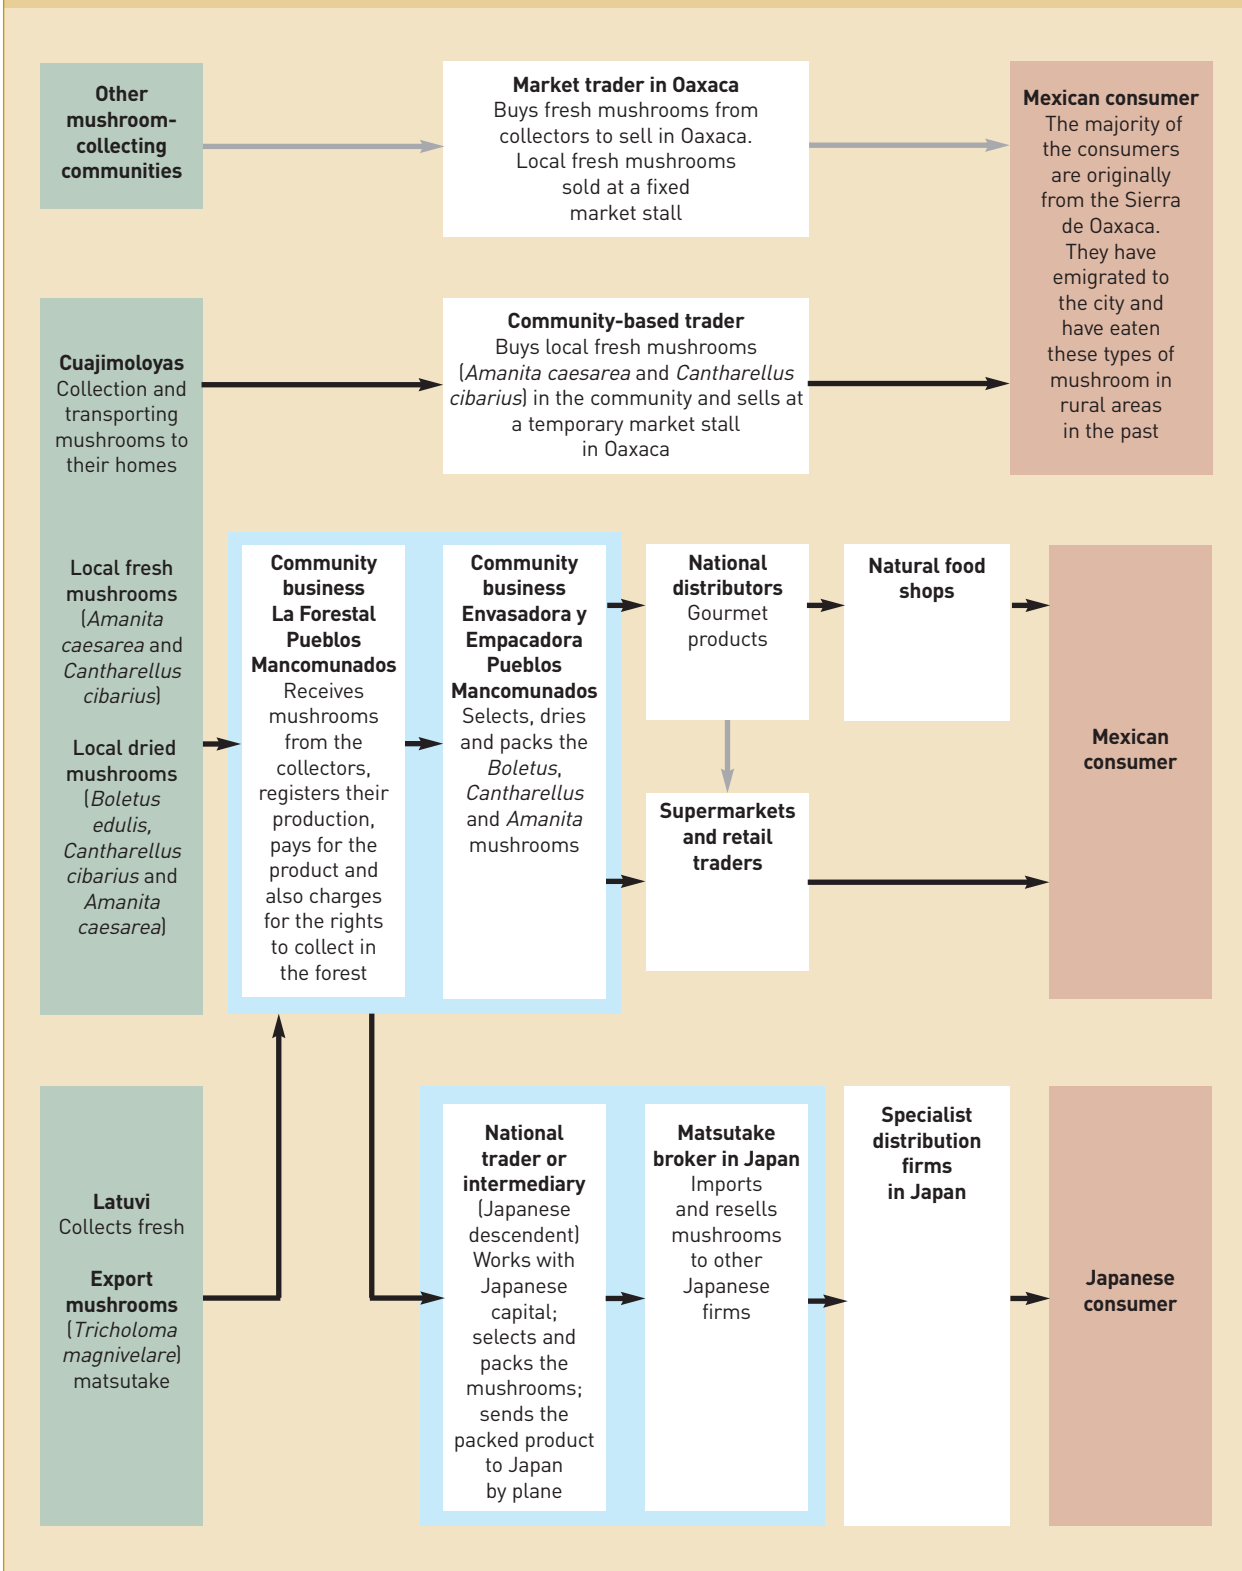 Other
mushroom-
collecting
communities
Market trader in Oaxaca
Buys fresh mushrooms from
collectors to sell in Oaxaca.
Local fresh mushrooms
sold at a fixed
market stall
Mexican consumer
The majority of
the consumers
are originally
from the Sierra
de Oaxaca.
They have
emigrated to
the city and
have eaten
these types of
mushroom in
rural areas
in the past
Cuajimoloyas
Collection and
transporting
mushrooms to
their homes
Community-based trader
Buys local fresh mushrooms
(Amanita caesarea and Cantharellus
cibarius) in the community and sells at
a temporary market stall
in Oaxaca
Local fresh
mushrooms
(Amanita
caesarea and
Cantharellus
cibarius)
Local dried
mushrooms
(Boletus
edulis,
Cantharellus
cibarius and
Amanita
caesarea)
Community
business
La Forestal
Pueblos
Mancomunados
Receives
mushrooms
from the
collectors,
registers their
production,
pays for the
product and
also charges
for the rights
to collect in
the forest
Community
business
Envasadora y
Empacadora
Pueblos
Mancomunados
Selects, dries
and packs the
Boletus,
Cantharellus
and Amanita
mushrooms
National
distributors
Gourmet
products
Natural food
shops
Supermarkets
and retail
traders
Mexican
consumer
Latuvi
Collects fresh
Export
mushrooms
(Tricholoma
magnivelare)
matsutake
National
trader or
intermediary
(Japanese
descendent)
Works with
Japanese
capital;
selects and
packs the
mushrooms;
sends the
packed product
to Japan
by plane
Matsutake
broker in Japan
Imports
and resells
mushrooms
to other
Japanese
firms
Specialist
distribution
firms
in Japan
Japanese
consumer